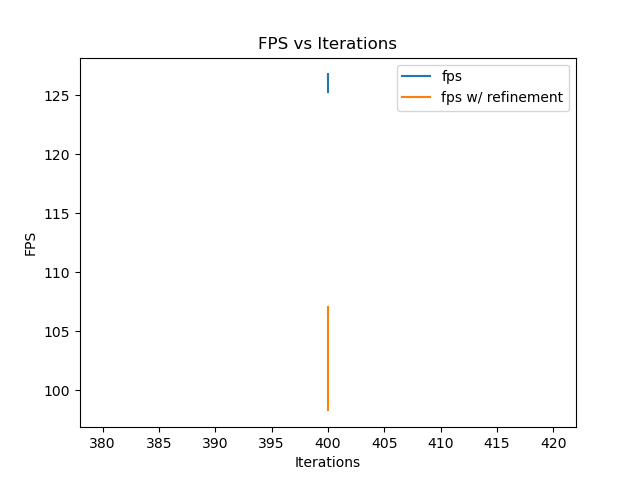 FPS vs Iterations
fps
fps w/ refinement
125
120
115
110
105
100
FPS
380 385 390 395 400 405 410 415 420
Iterations